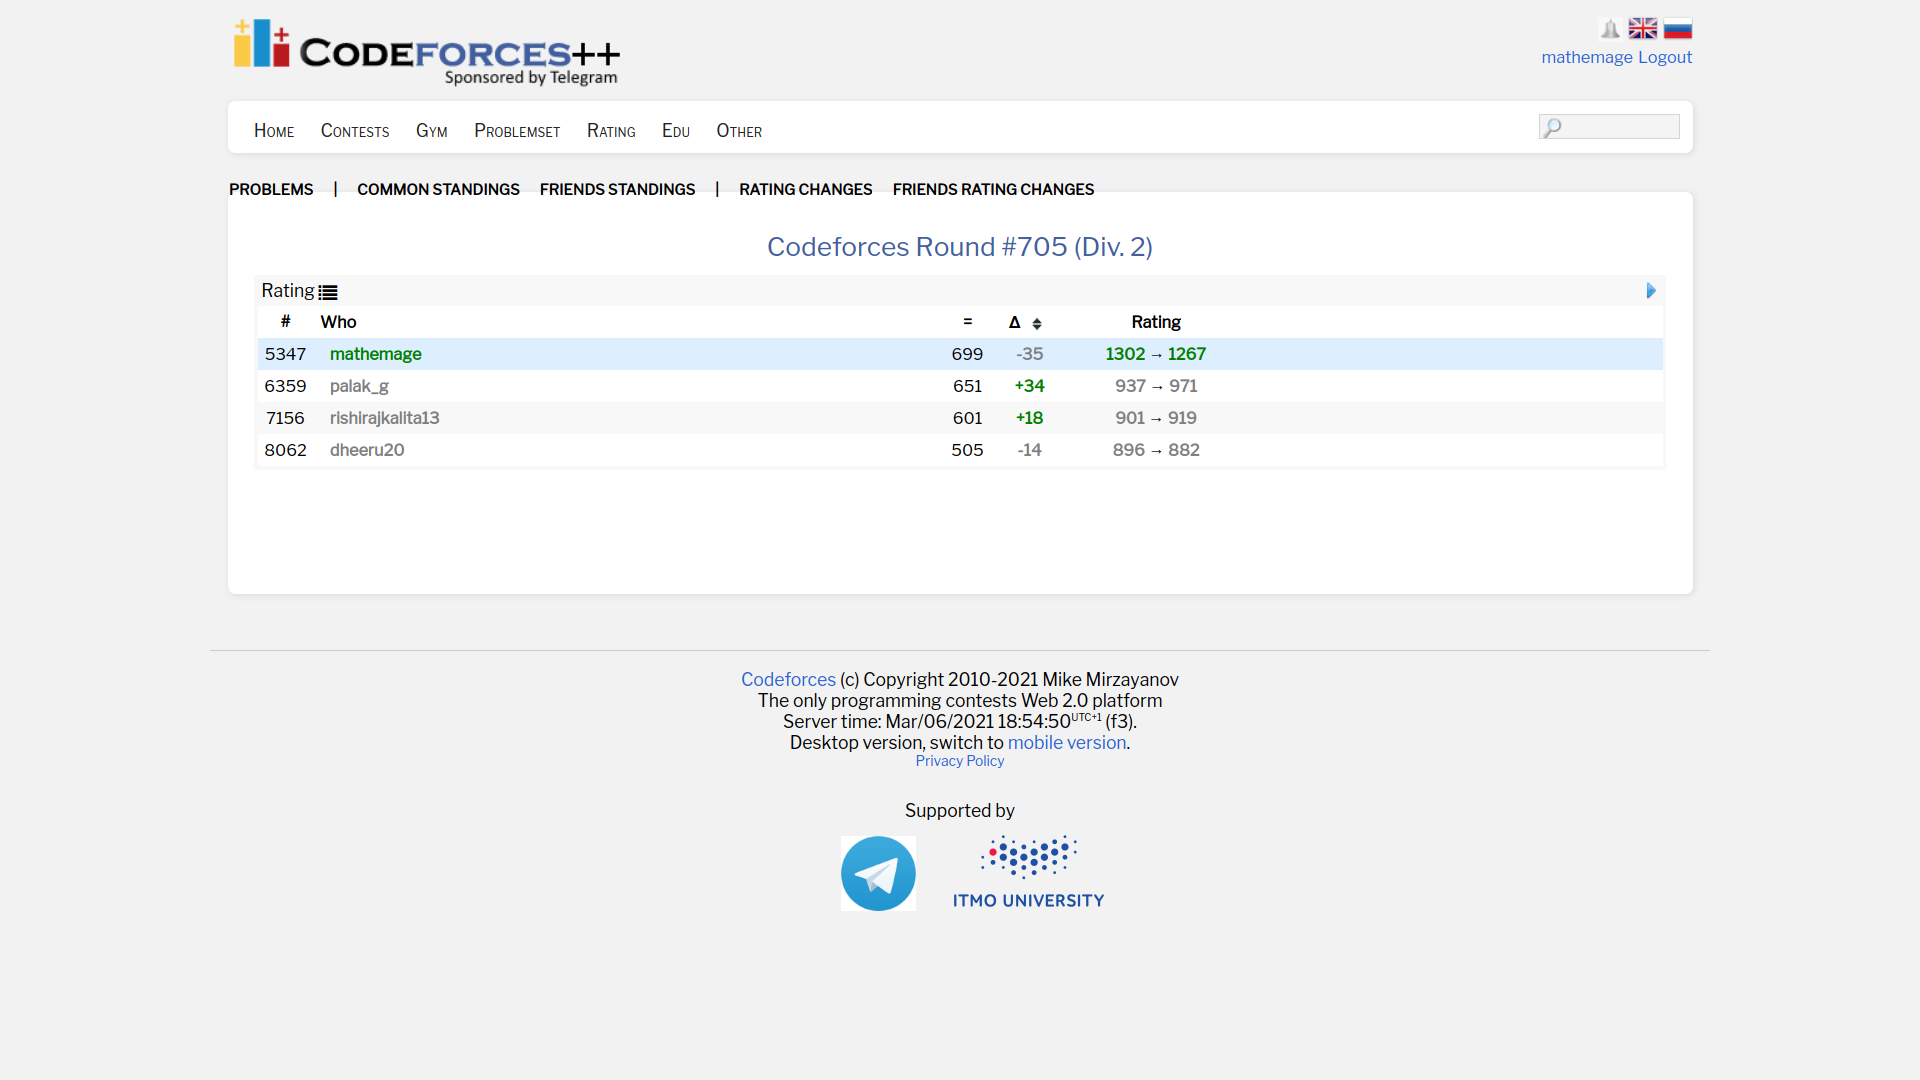 CODEFORCES++
Sponsored by Telegram
mathemage Logout
Home Contests Gym Problemset Rating Edu Other
PROBLEMS | COMMON STANDINGS FRIENDS STANDINGS | RATING CHANGES FRIENDS RATING CHANGES
Codeforces Round #705 (Div. 2)
Rating
# Who = Δ Rating
5347 mathemage 699 -35 1302 → 1267
6359 palak_g 651 +34 937 → 971
7156 rishirajkalita13 601 +18 901 → 919
8062 dheeru20 505 -14 896 → 882
Codeforces (c) Copyright 2010-2021 Mike Mirzayanov
The only programming contests Web 2.0 platform
Server time: Mar/06/2021 18:54:50UTC+1 (f3).
Desktop version, switch to mobile version.
Privacy Policy
Supported by
ITMO UNIVERSITY